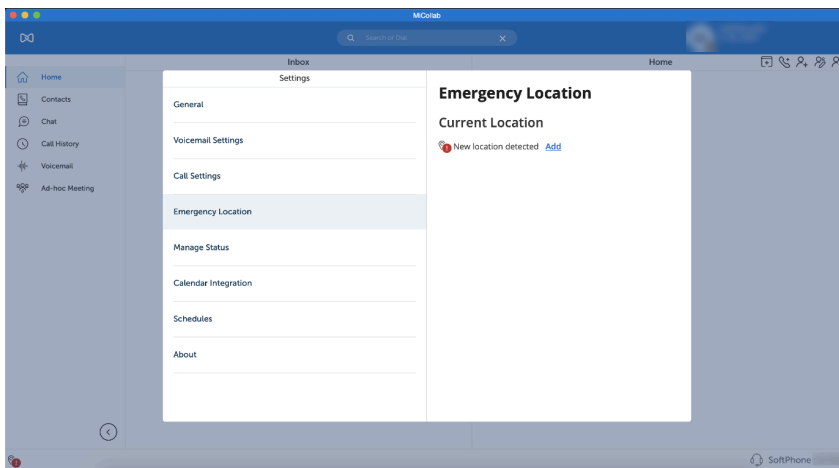 MiCollab
Search or Dial
Inbox
Home
Home
Contacts
Chat
Call History
Voicemail
Ad-hoc Meeting
Settings
General
Voicemail Settings
Call Settings
Emergency Location
Manage Status
Calendar Integration
Schedules
About
Emergency Location
Current Location
New location detected Add
SoftPhone